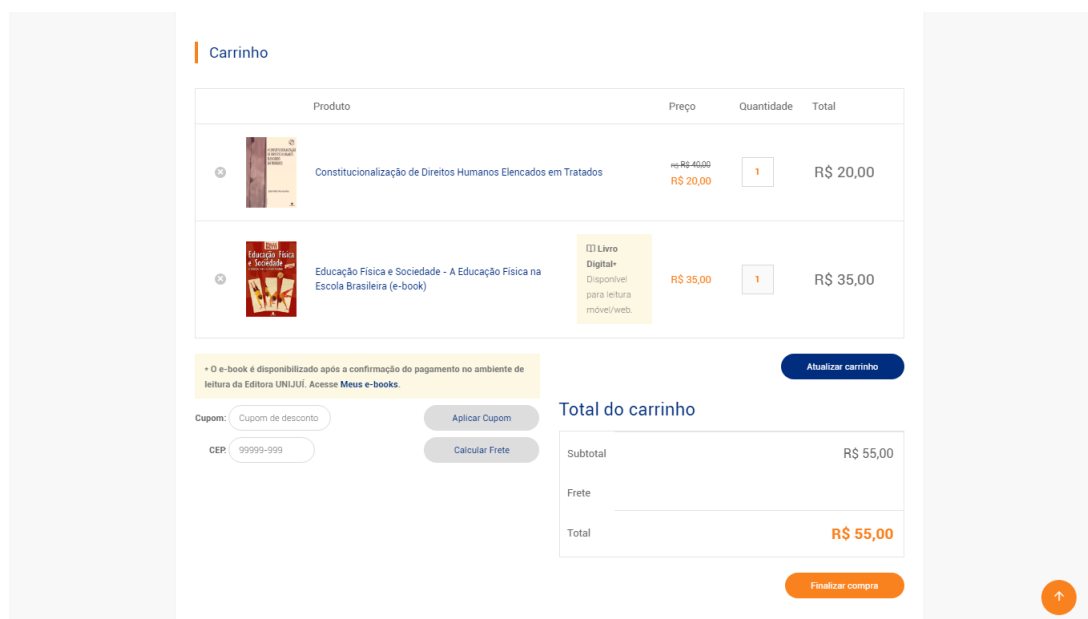 Carrinho
Produto Preço Quantidade Total
Constitucionalização de Direitos Humanos Elencados em Tratados
R$ 40,00
R$ 20,00
1
R$ 20,00
Educação Física
e Sociedade
Educação Física e Sociedade - A Educação Física na
Escola Brasileira (e-book)
Livro
Digital*
Disponível
para leitura
móvel/web.
R$ 35,00
1
R$ 35,00
* O e-book é disponibilizado após a confirmação do pagamento no ambiente de
leitura da Editora UNIJUÍ. Acesse Meus e-books.
Atualizar carrinho
Cupom: Cupom de desconto Aplicar Cupom
CEP: 99999-999 Calcular Frete
Total do carrinho
Subtotal R$ 55,00
Frete
Total R$ 55,00
Finalizar compra